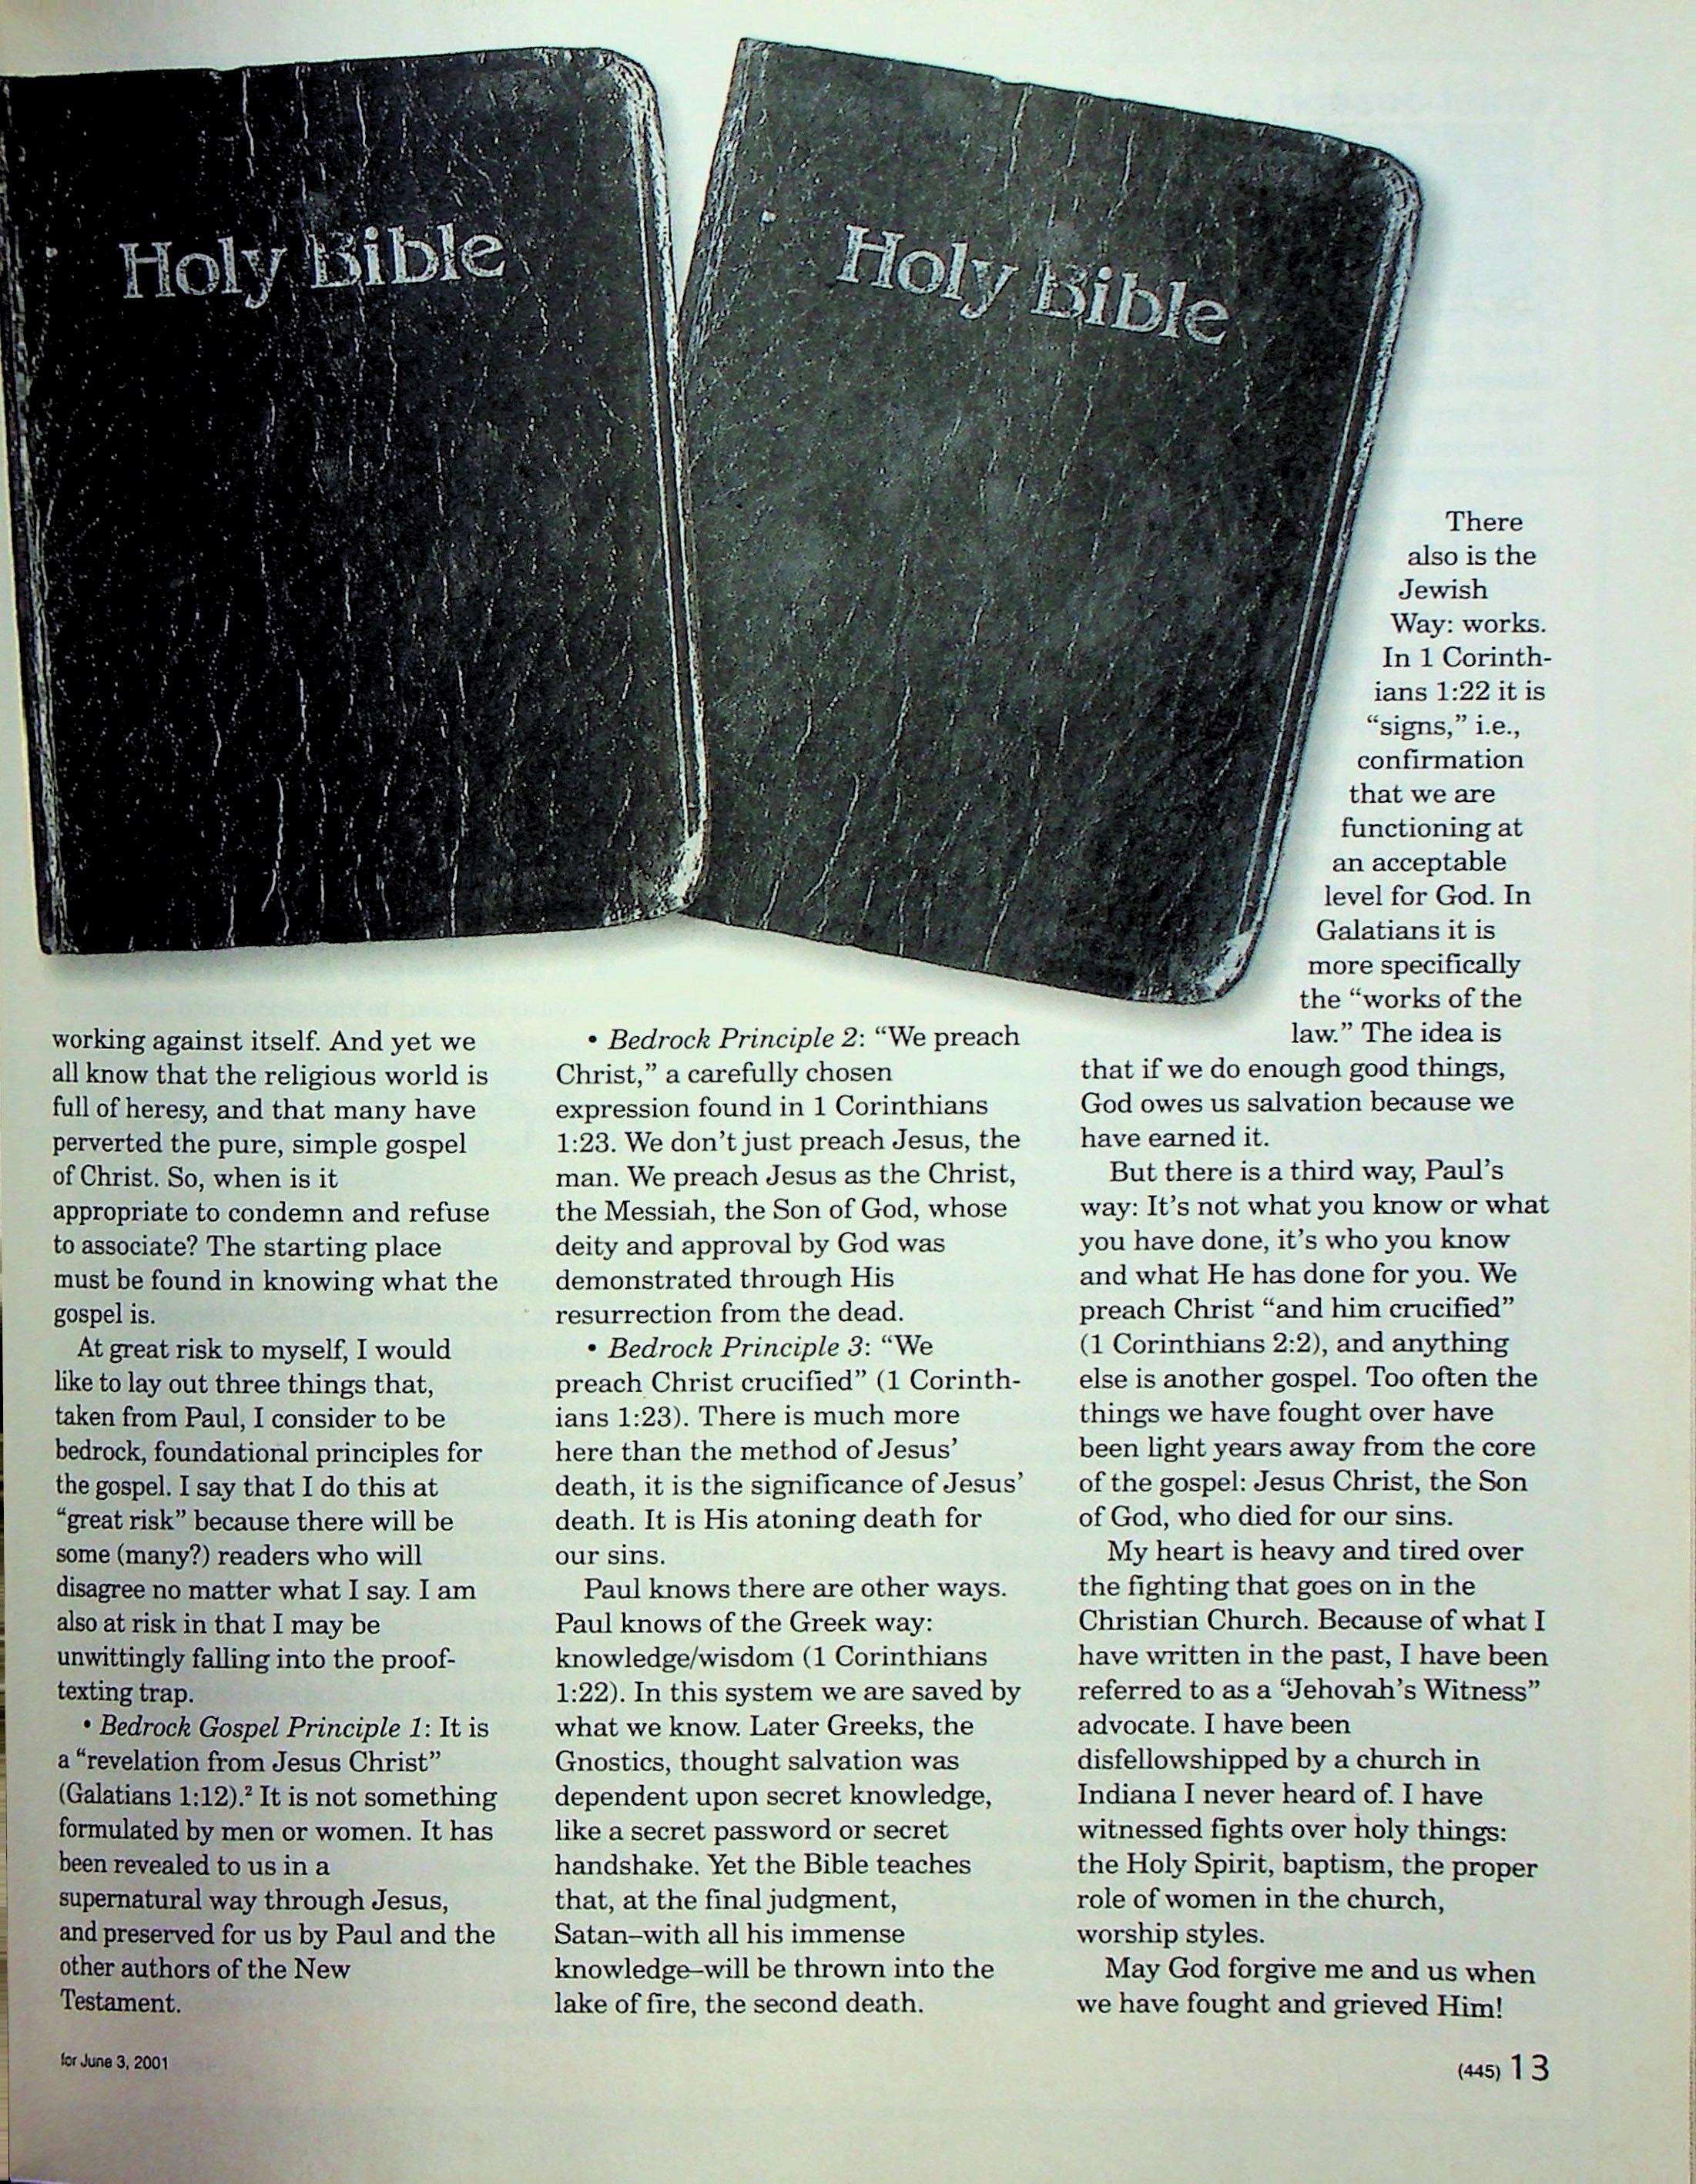 Holy Bible
Holy Bible
working against itself. And yet we
all know that the religious world is
full of heresy, and that many have
perverted the pure, simple gospel
of Christ. So, when is it
appropriate to condemn and refuse
to associate? The starting place
must be found in knowing what the
gospel is.
At great risk to myself, I would
like to lay out three things that,
taken from Paul, I consider to be
bedrock, foundational principles for
the gospel. I say that I do this at
“great risk” because there will be
some (many?) readers who will
disagree no matter what I say. I am
also at risk in that I may be
unwittingly falling into the proof-
texting trap.
• Bedrock Gospel Principle 1: It is
a “revelation from Jesus Christ”
(Galatians 1:12).² It is not something
formulated by men or women. It has
been revealed to us in a
supernatural way through Jesus,
and preserved for us by Paul and the
other authors of the New
Testament.
• Bedrock Principle 2: “We preach
Christ,” a carefully chosen
expression found in 1 Corinthians
1:23. We don’t just preach Jesus, the
man. We preach Jesus as the Christ,
the Messiah, the Son of God, whose
deity and approval by God was
demonstrated through His
resurrection from the dead.
• Bedrock Principle 3: “We
preach Christ crucified” (1 Corinth-
ians 1:23). There is much more
here than the method of Jesus’
death, it is the significance of Jesus’
death. It is His atoning death for
our sins.
Paul knows there are other ways.
Paul knows of the Greek way:
knowledge/wisdom (1 Corinthians
1:22). In this system we are saved by
what we know. Later Greeks, the
Gnostics, thought salvation was
dependent upon secret knowledge,
like a secret password or secret
handshake. Yet the Bible teaches
that, at the final judgment,
Satan–with all his immense
knowledge–will be thrown into the
lake of fire, the second death.
There
also is the
Jewish
Way: works.
In 1 Corinth-
ians 1:22 it is
“signs,” i.e.,
confirmation
that we are
functioning at
an acceptable
level for God. In
Galatians it is
more specifically
the “works of the
law.” The idea is
that if we do enough good things,
God owes us salvation because we
have earned it.
But there is a third way, Paul’s
way: It’s not what you know or what
you have done, it’s who you know
and what He has done for you. We
preach Christ “and him crucified”
(1 Corinthians 2:2), and anything
else is another gospel. Too often the
things we have fought over have
been light years away from the core
of the gospel: Jesus Christ, the Son
of God, who died for our sins.
My heart is heavy and tired over
the fighting that goes on in the
Christian Church. Because of what I
have written in the past, I have been
referred to as a “Jehovah’s Witness”
advocate. I have been
disfellowshipped by a church in
Indiana I never heard of. I have
witnessed fights over holy things:
the Holy Spirit, baptism, the proper
role of women in the church,
worship styles.
May God forgive me and us when
we have fought and grieved Him!
for June 3, 2001
(445) 13